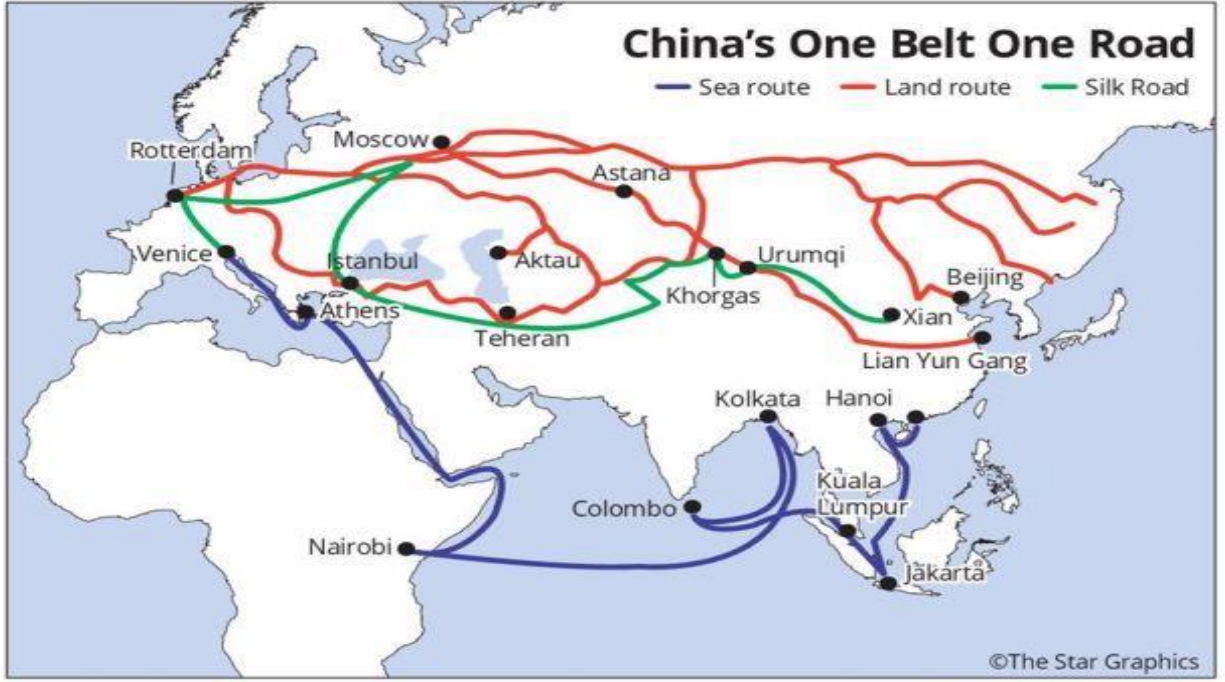 China's One Belt One Road
Sea route
Land route
Silk Road
Moscow
Rotterdam
Astana
Venice
Istanbul
Aktau
Urumqi
Khorgas
Beijing
Athens
Xian
Teheran
Lian Yun Gang
Kolkata
Hanoi
Kuala
Lumpur
Colombo
Nairobi
Jakarta
©The Star Graphics